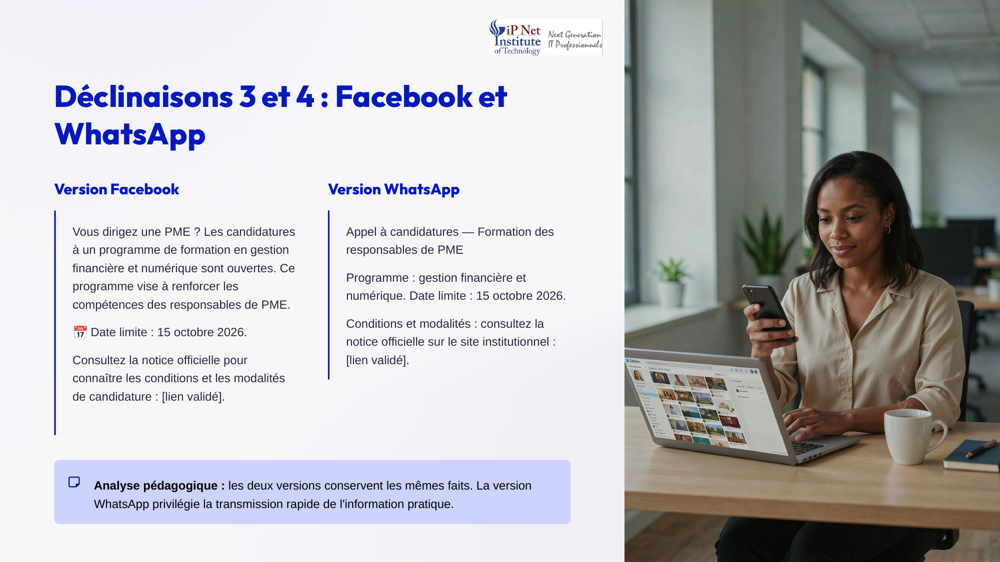 iP Net
Institute
of Technology
Next Generation
IT Professionnels
Déclinaisons 3 et 4 : Facebook et
WhatsApp
Version Facebook
Vous dirigez une PME ? Les candidatures
à un programme de formation en gestion
financière et numérique sont ouvertes. Ce
programme vise à renforcer les
compétences des responsables de PME.
📅 Date limite : 15 octobre 2026.
Consultez la notice officielle pour
connaître les conditions et les modalités
de candidature : [lien validé].
Version WhatsApp
Appel à candidatures — Formation des
responsables de PME
Programme : gestion financière et
numérique. Date limite : 15 octobre 2026.
Conditions et modalités : consultez la
notice officielle sur le site institutionnel :
[lien validé].
Analyse pédagogique : les deux versions conservent les mêmes faits. La version
WhatsApp privilégie la transmission rapide de l'information pratique.